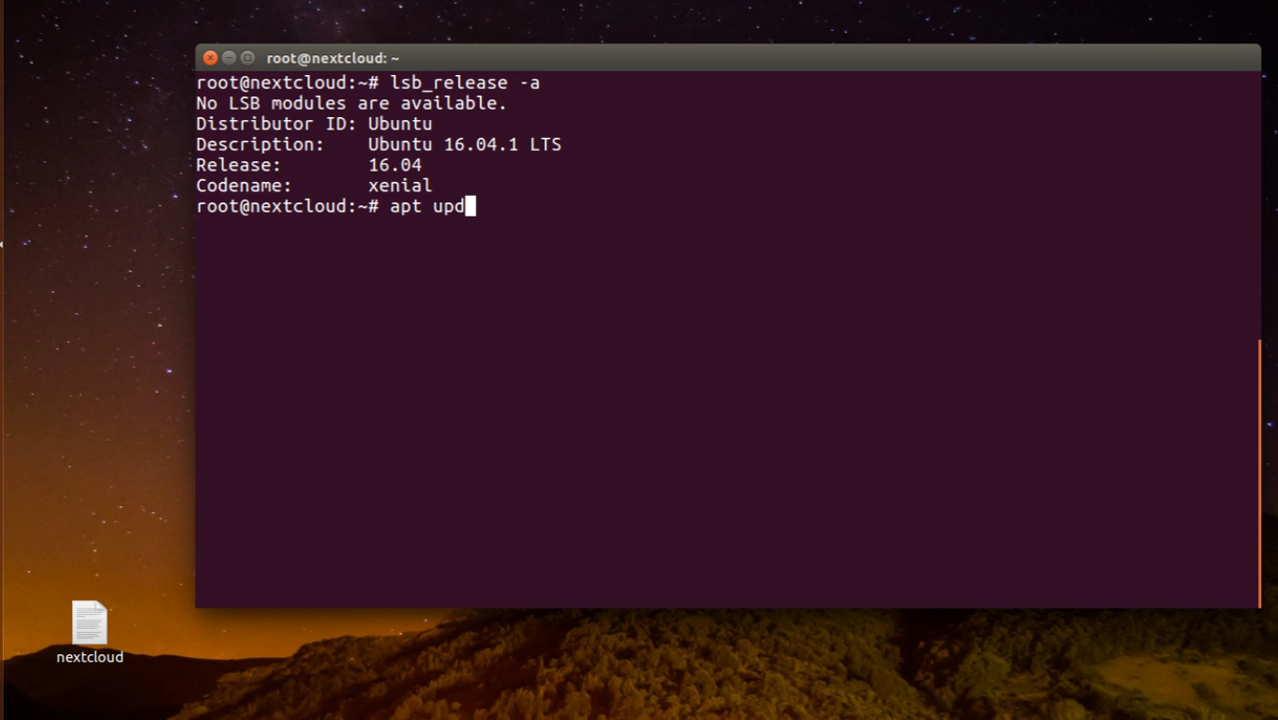 root@nextcloud: ~
root@nextcloud:~# lsb_release -a
No LSB modules are available.
Distributor ID: Ubuntu
Description:    Ubuntu 16.04.1 LTS
Release:        16.04
Codename:       xenial
root@nextcloud:~# apt upd
nextcloud